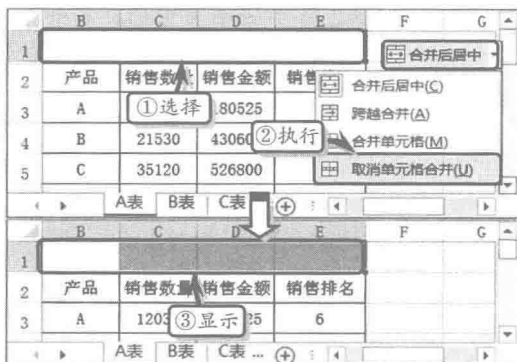 B C D E F G
1 合并后居中
2 产品 销售数 销售金额 销售
合并后居中(C)
3 A ①选择 180525
跨越合并(A)
②执行
4 B 21530 43060
合并单元格(M)
5 C 35120 526800
取消单元格合并(U)
A表 B表 C表
B C D E F G
1
2 产品 销售数量 销售金额 销售排名
3 A 1203 ③显示 25 6
A表 B表 C表 ...